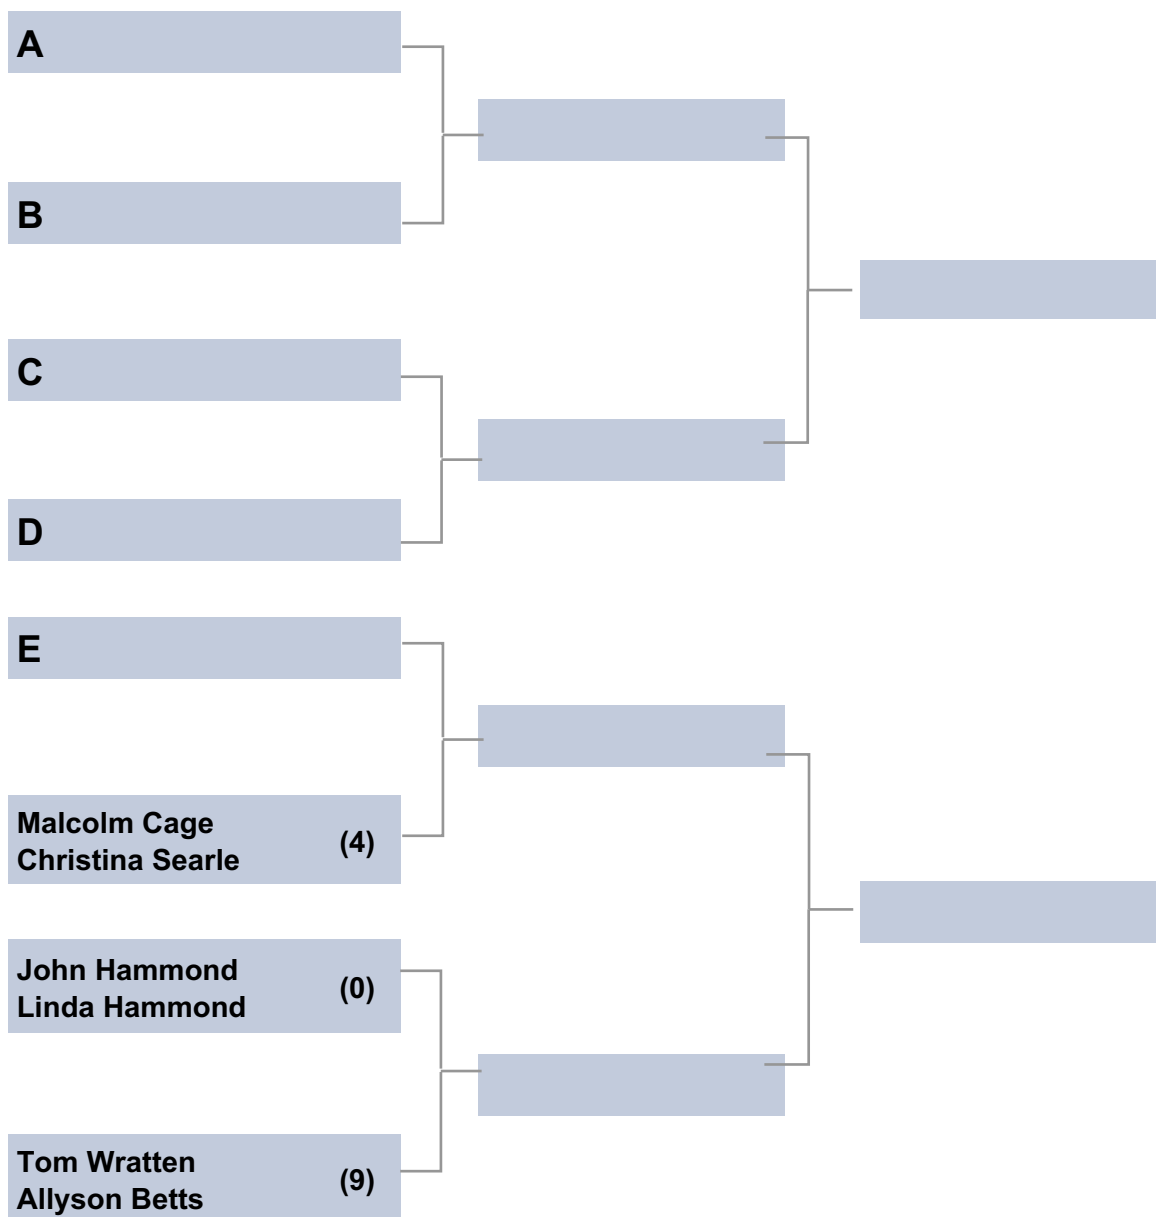 A
B
C
D
E
Malcolm Cage
Christina Searle (4)
John Hammond
Linda Hammond (0)
Tom Wratten
Allyson Betts (9)